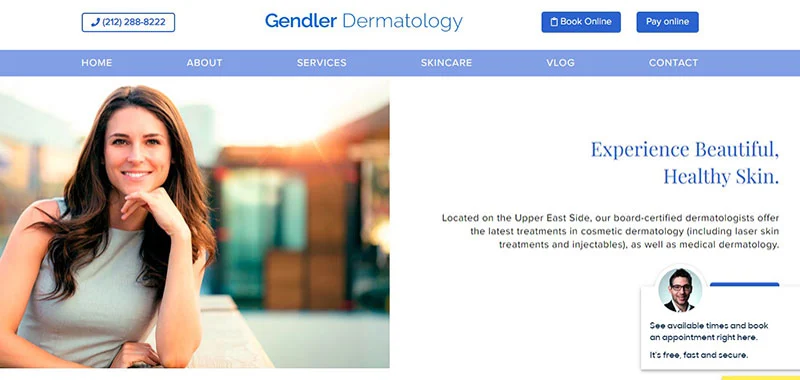 (212) 288-8222
Gendler Dermatology
Book Online
Pay online
HOME
ABOUT
SERVICES
SKINCARE
VLOG
CONTACT
Experience Beautiful,
Healthy Skin.
Located on the Upper East Side, our board-certified dermatologists offer
the latest treatments in cosmetic dermatology (including laser skin
treatments and injectables), as well as medical dermatology.
See available times and book
an appointment right here.
It's free, fast and secure.